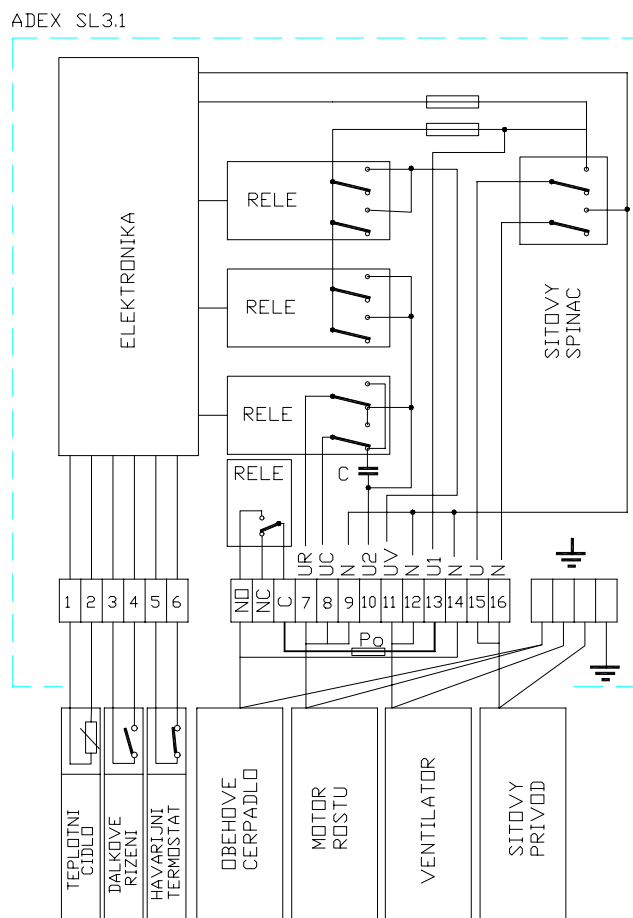 ADEX SL3.1
ELEKTRONIKA
RELE
RELE
RELE
RELE
C
SITOVY
SPINAC
UR
UC
N
U2
UV
N
U1
N
U
N
1 2 3 4 5 6
NO NC C 7 8 9 10 11 12 13 14 15 16
Po
TEPLOTNI
CIDLO
DALKOVE
RIZENI
HAVARIJNI
TERMOSTAT
OBEHOVE
CERPADLO
MOTOR
ROSTU
VENTILATOR
SITOVY
PRIVOD